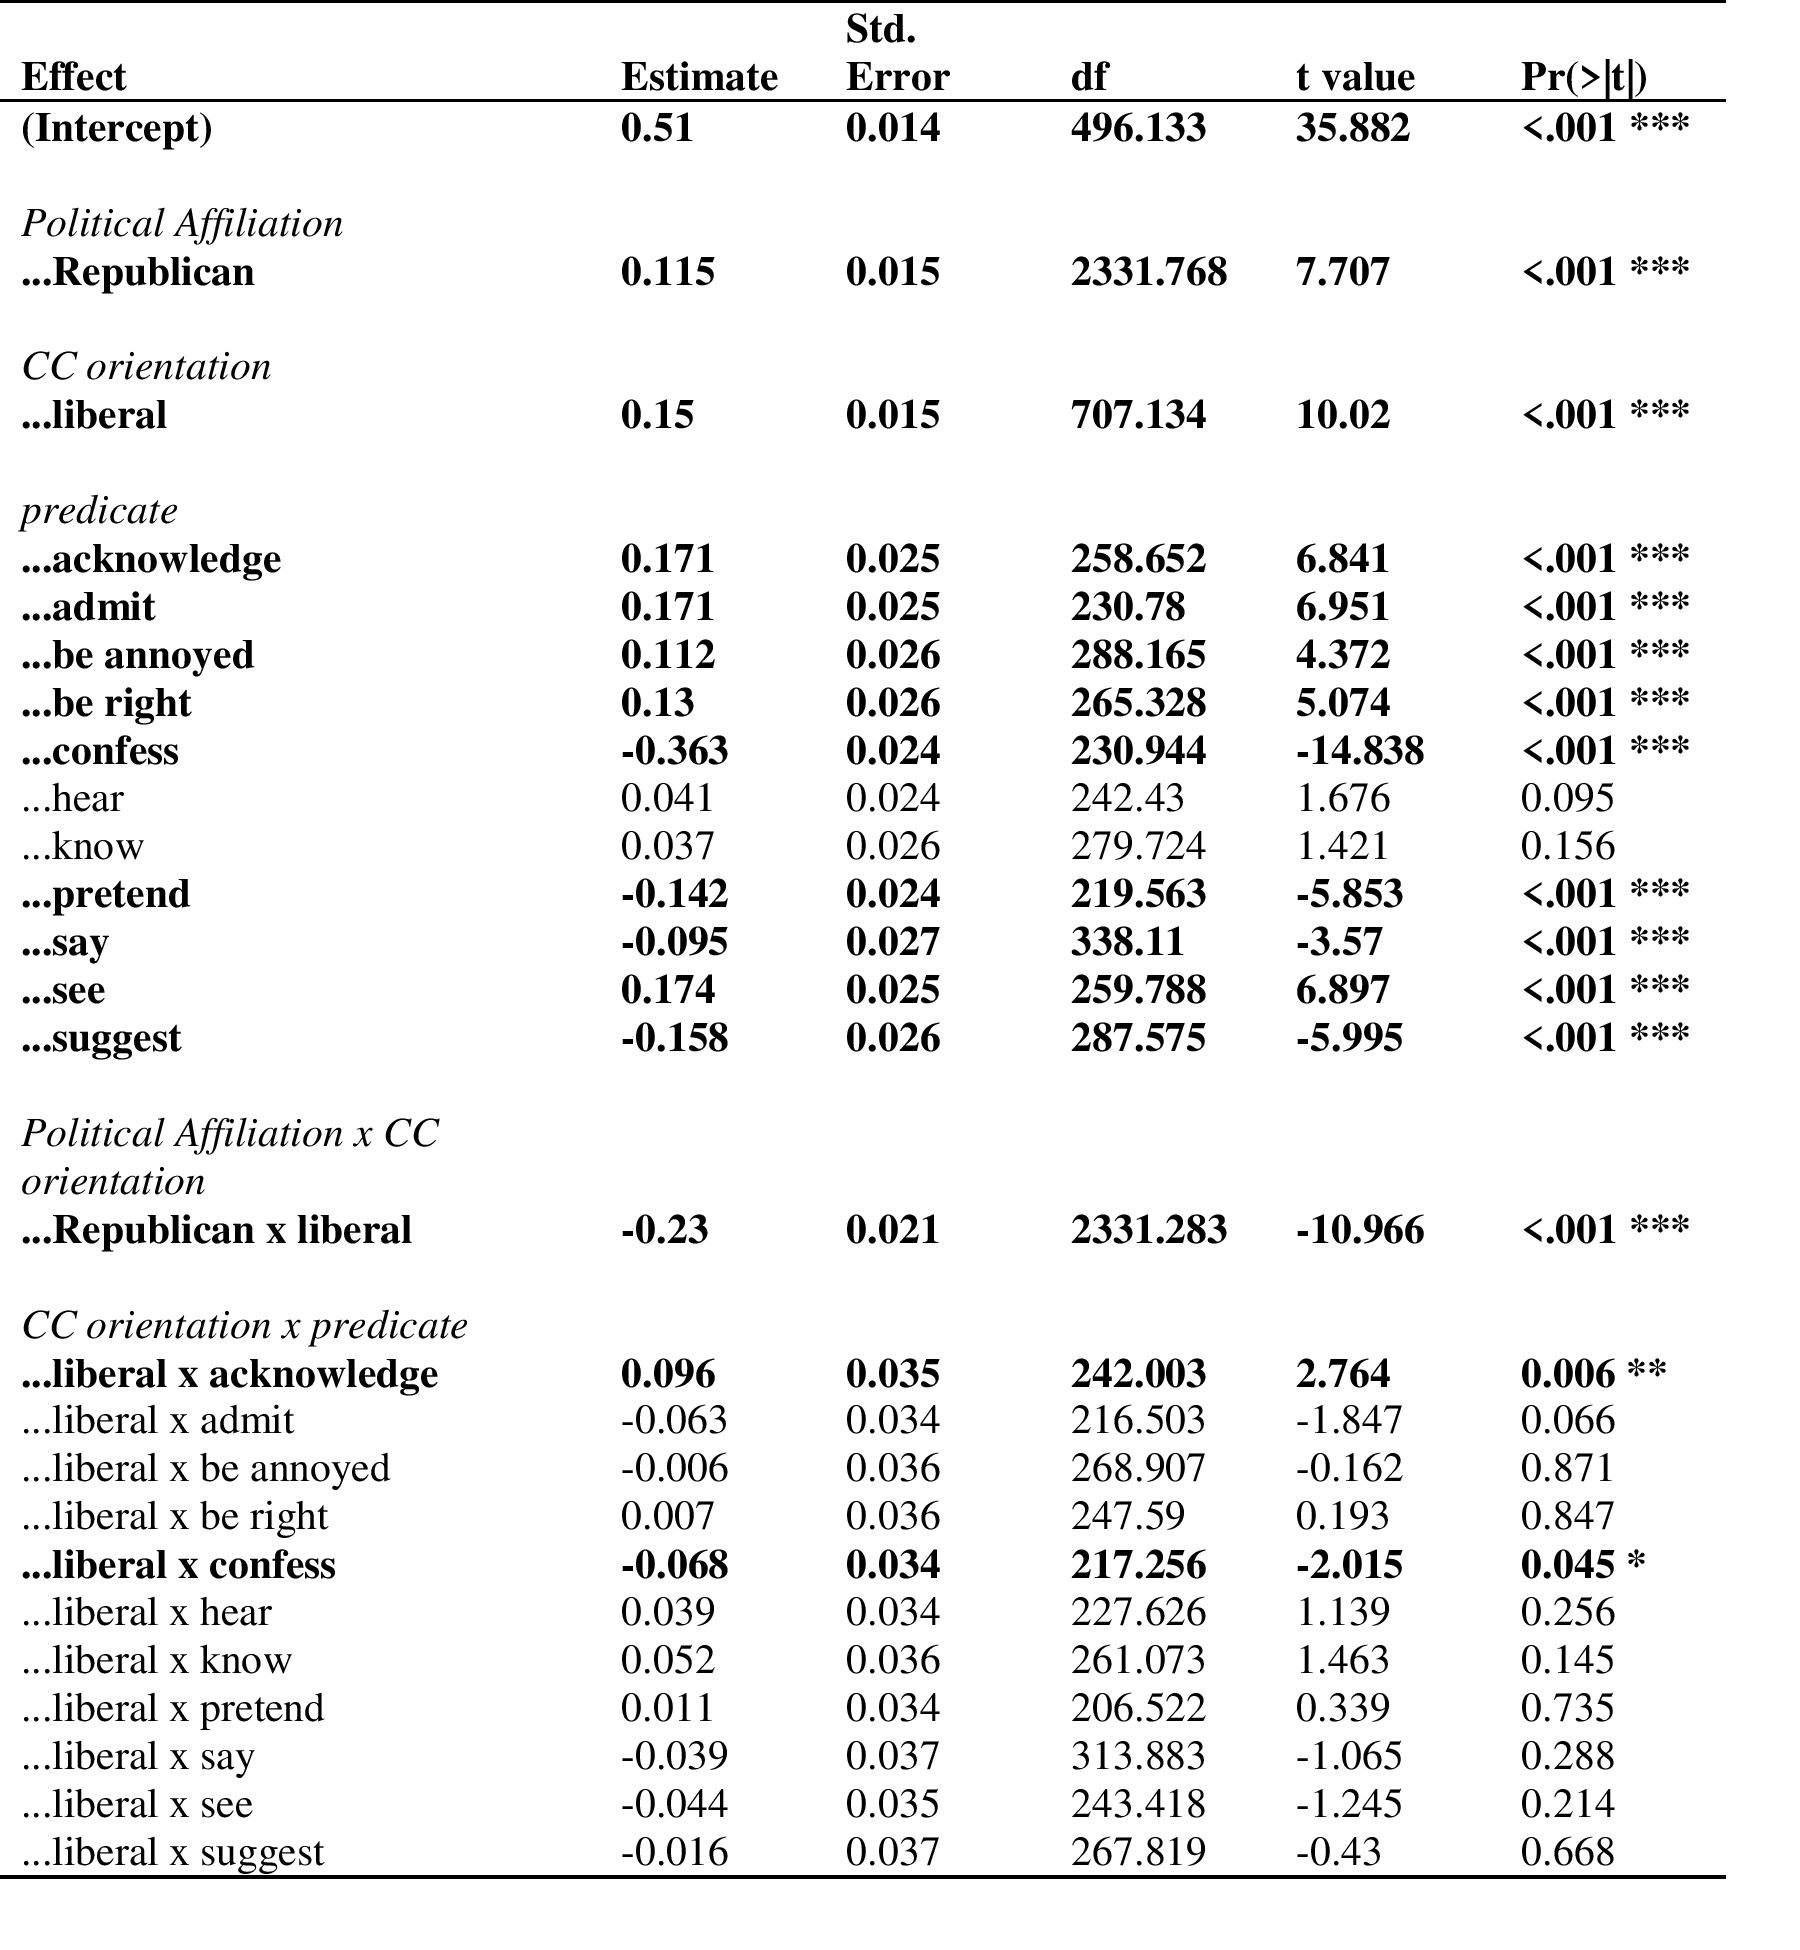 Std.
Effect Estimate Error df t value Pr(>|t|)
(Intercept) 0.51 0.014 496.133 35.882 <.001 ***
Political Affiliation
...Republican 0.115 0.015 2331.768 7.707 <.001 ***
CC orientation
...liberal 0.15 0.015 707.134 10.02 <.001 ***
predicate
...acknowledge 0.171 0.025 258.652 6.841 <.001 ***
...admit 0.171 0.025 230.78 6.951 <.001 ***
...be annoyed 0.112 0.026 288.165 4.372 <.001 ***
...be right 0.13 0.026 265.328 5.074 <.001 ***
...confess -0.363 0.024 230.944 -14.838 <.001 ***
...hear 0.041 0.024 242.43 1.676 0.095
...know 0.037 0.026 279.724 1.421 0.156
...pretend -0.142 0.024 219.563 -5.853 <.001 ***
...say -0.095 0.027 338.11 -3.57 <.001 ***
...see 0.174 0.025 259.788 6.897 <.001 ***
...suggest -0.158 0.026 287.575 -5.995 <.001 ***
Political Affiliation x CC
orientation
...Republican x liberal -0.23 0.021 2331.283 -10.966 <.001 ***
CC orientation x predicate
...liberal x acknowledge 0.096 0.035 242.003 2.764 0.006 **
...liberal x admit -0.063 0.034 216.503 -1.847 0.066
...liberal x be annoyed -0.006 0.036 268.907 -0.162 0.871
...liberal x be right 0.007 0.036 247.59 0.193 0.847
...liberal x confess -0.068 0.034 217.256 -2.015 0.045 *
...liberal x hear 0.039 0.034 227.626 1.139 0.256
...liberal x know 0.052 0.036 261.073 1.463 0.145
...liberal x pretend 0.011 0.034 206.522 0.339 0.735
...liberal x say -0.039 0.037 313.883 -1.065 0.288
...liberal x see -0.044 0.035 243.418 -1.245 0.214
...liberal x suggest -0.016 0.037 267.819 -0.43 0.668